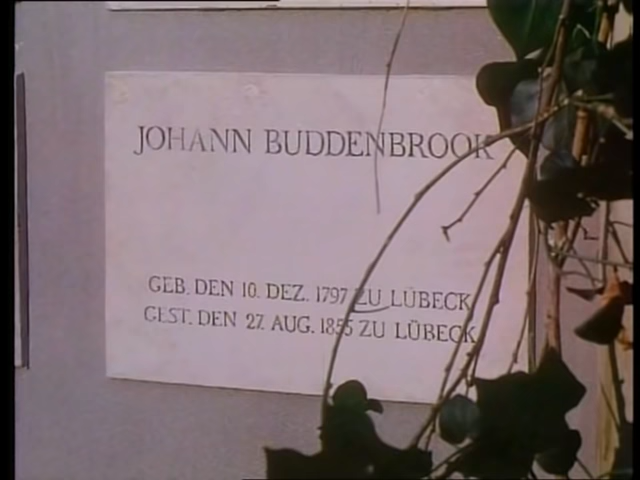 JOHANN BUDDENBROOK
GEB. DEN 10. DEZ. 1797 ZU LÜBECK
GEST. DEN 27. AUG. 1855 ZU LÜBECK